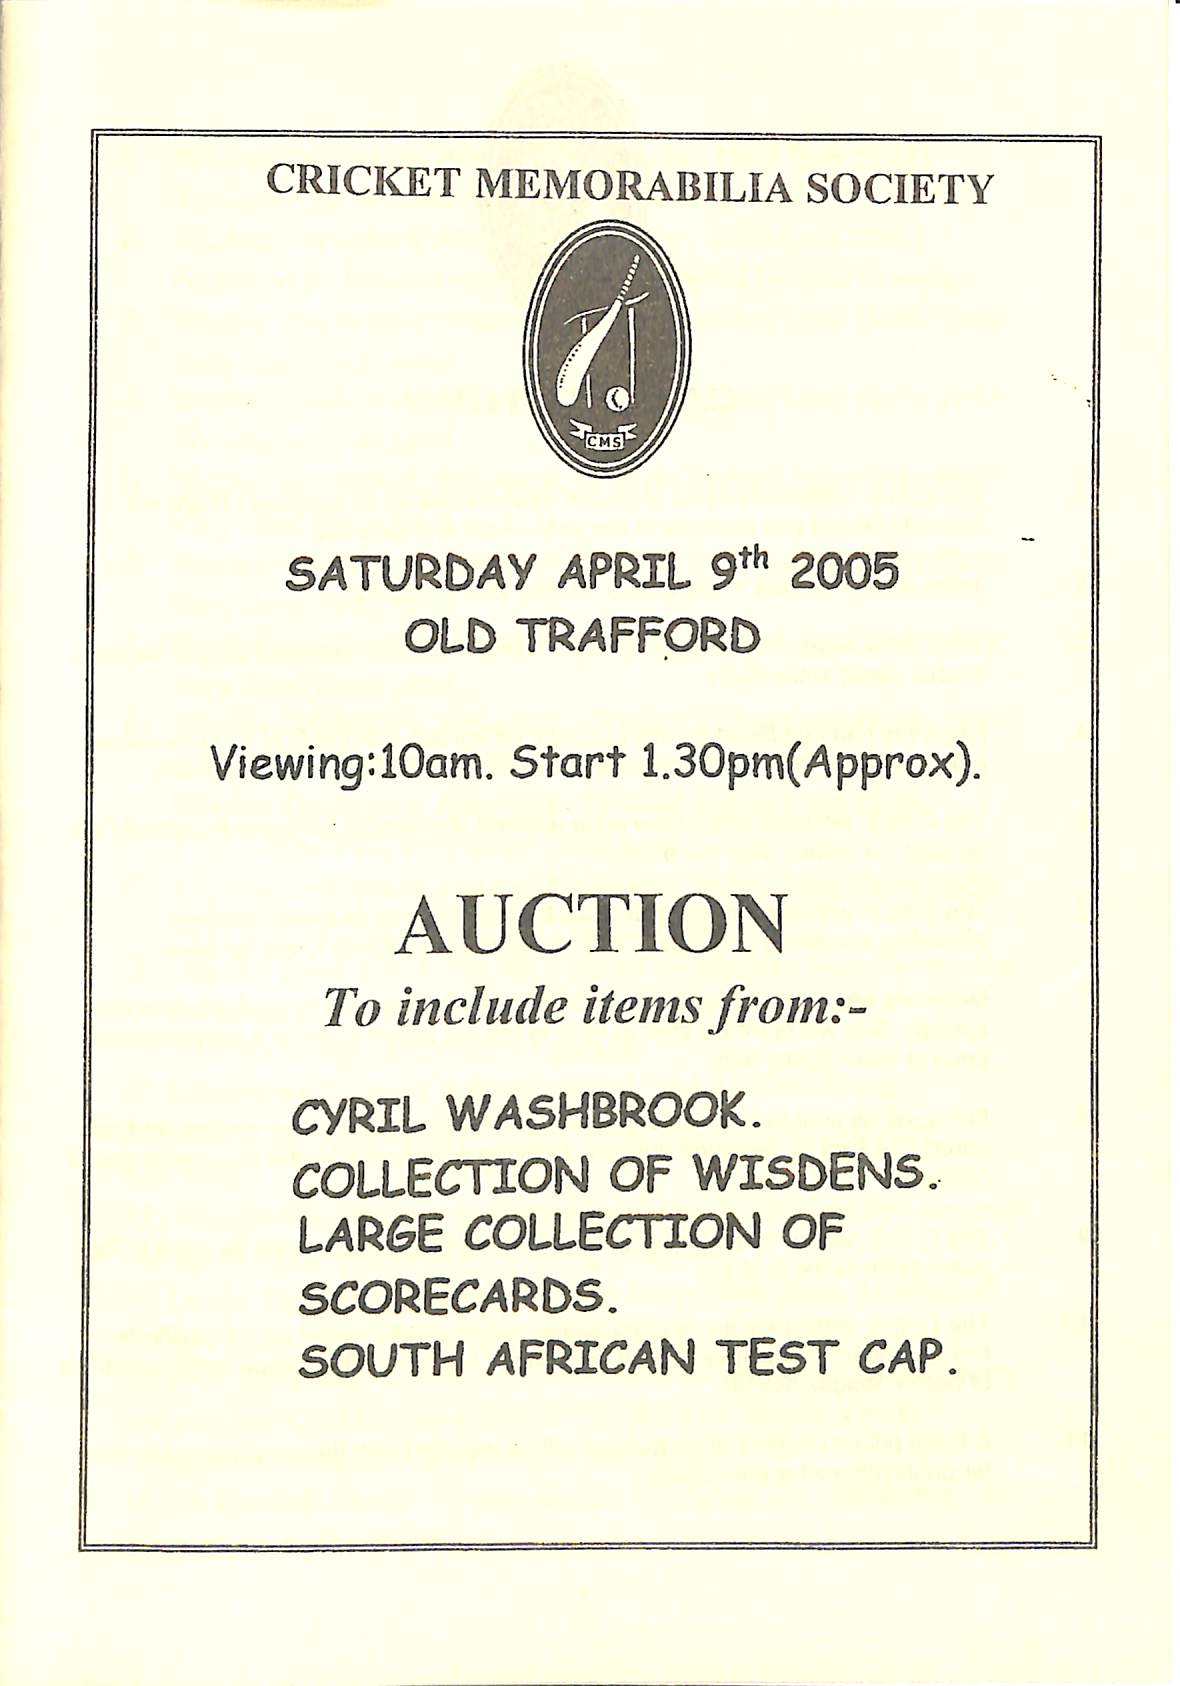 CRICKET MEMORABILIA SOCIETY
CMS
SATURDAY APRIL 9th 2005
OLD TRAFFORD
Viewing:10am. Start 1.30pm(Approx).
AUCTION
To include items from:-
CYRIL WASHBROOK.
COLLECTION OF WISDENS.
LARGE COLLECTION OF
SCORECARDS.
SOUTH AFRICAN TEST CAP.